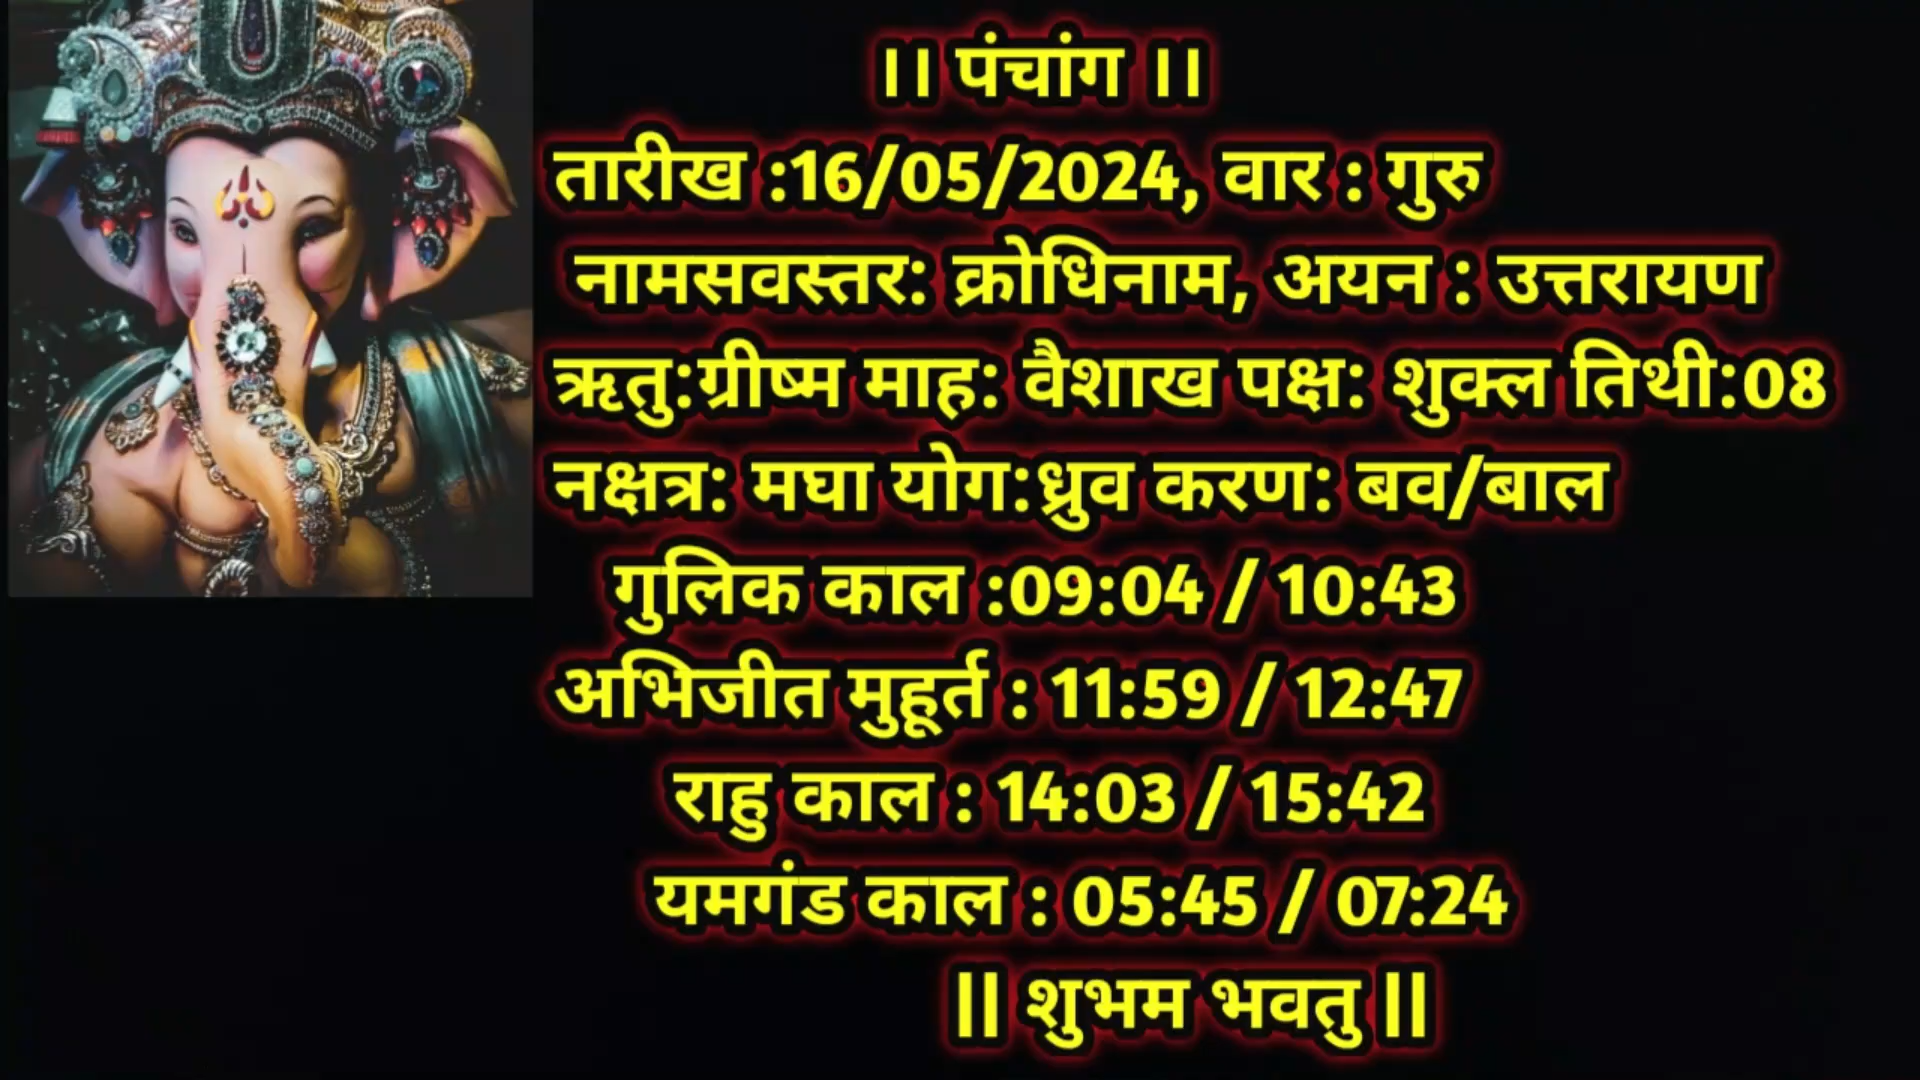 ।। पंचांग ।।
तारीख :16/05/2024, वार : गुरु
नामसवस्तर: क्रोधिनाम, अयन : उत्तरायण
ऋतु:ग्रीष्म माह: वैशाख पक्ष: शुक्ल तिथी:08
नक्षत्र: मघा योग:ध्रुव करण: बव/बाल
गुलिक काल :09:04 / 10:43
अभिजीत मुहूर्त : 11:59 / 12:47
राहु काल : 14:03 / 15:42
यमगंड काल : 05:45 / 07:24
|| शुभम भवतु ||